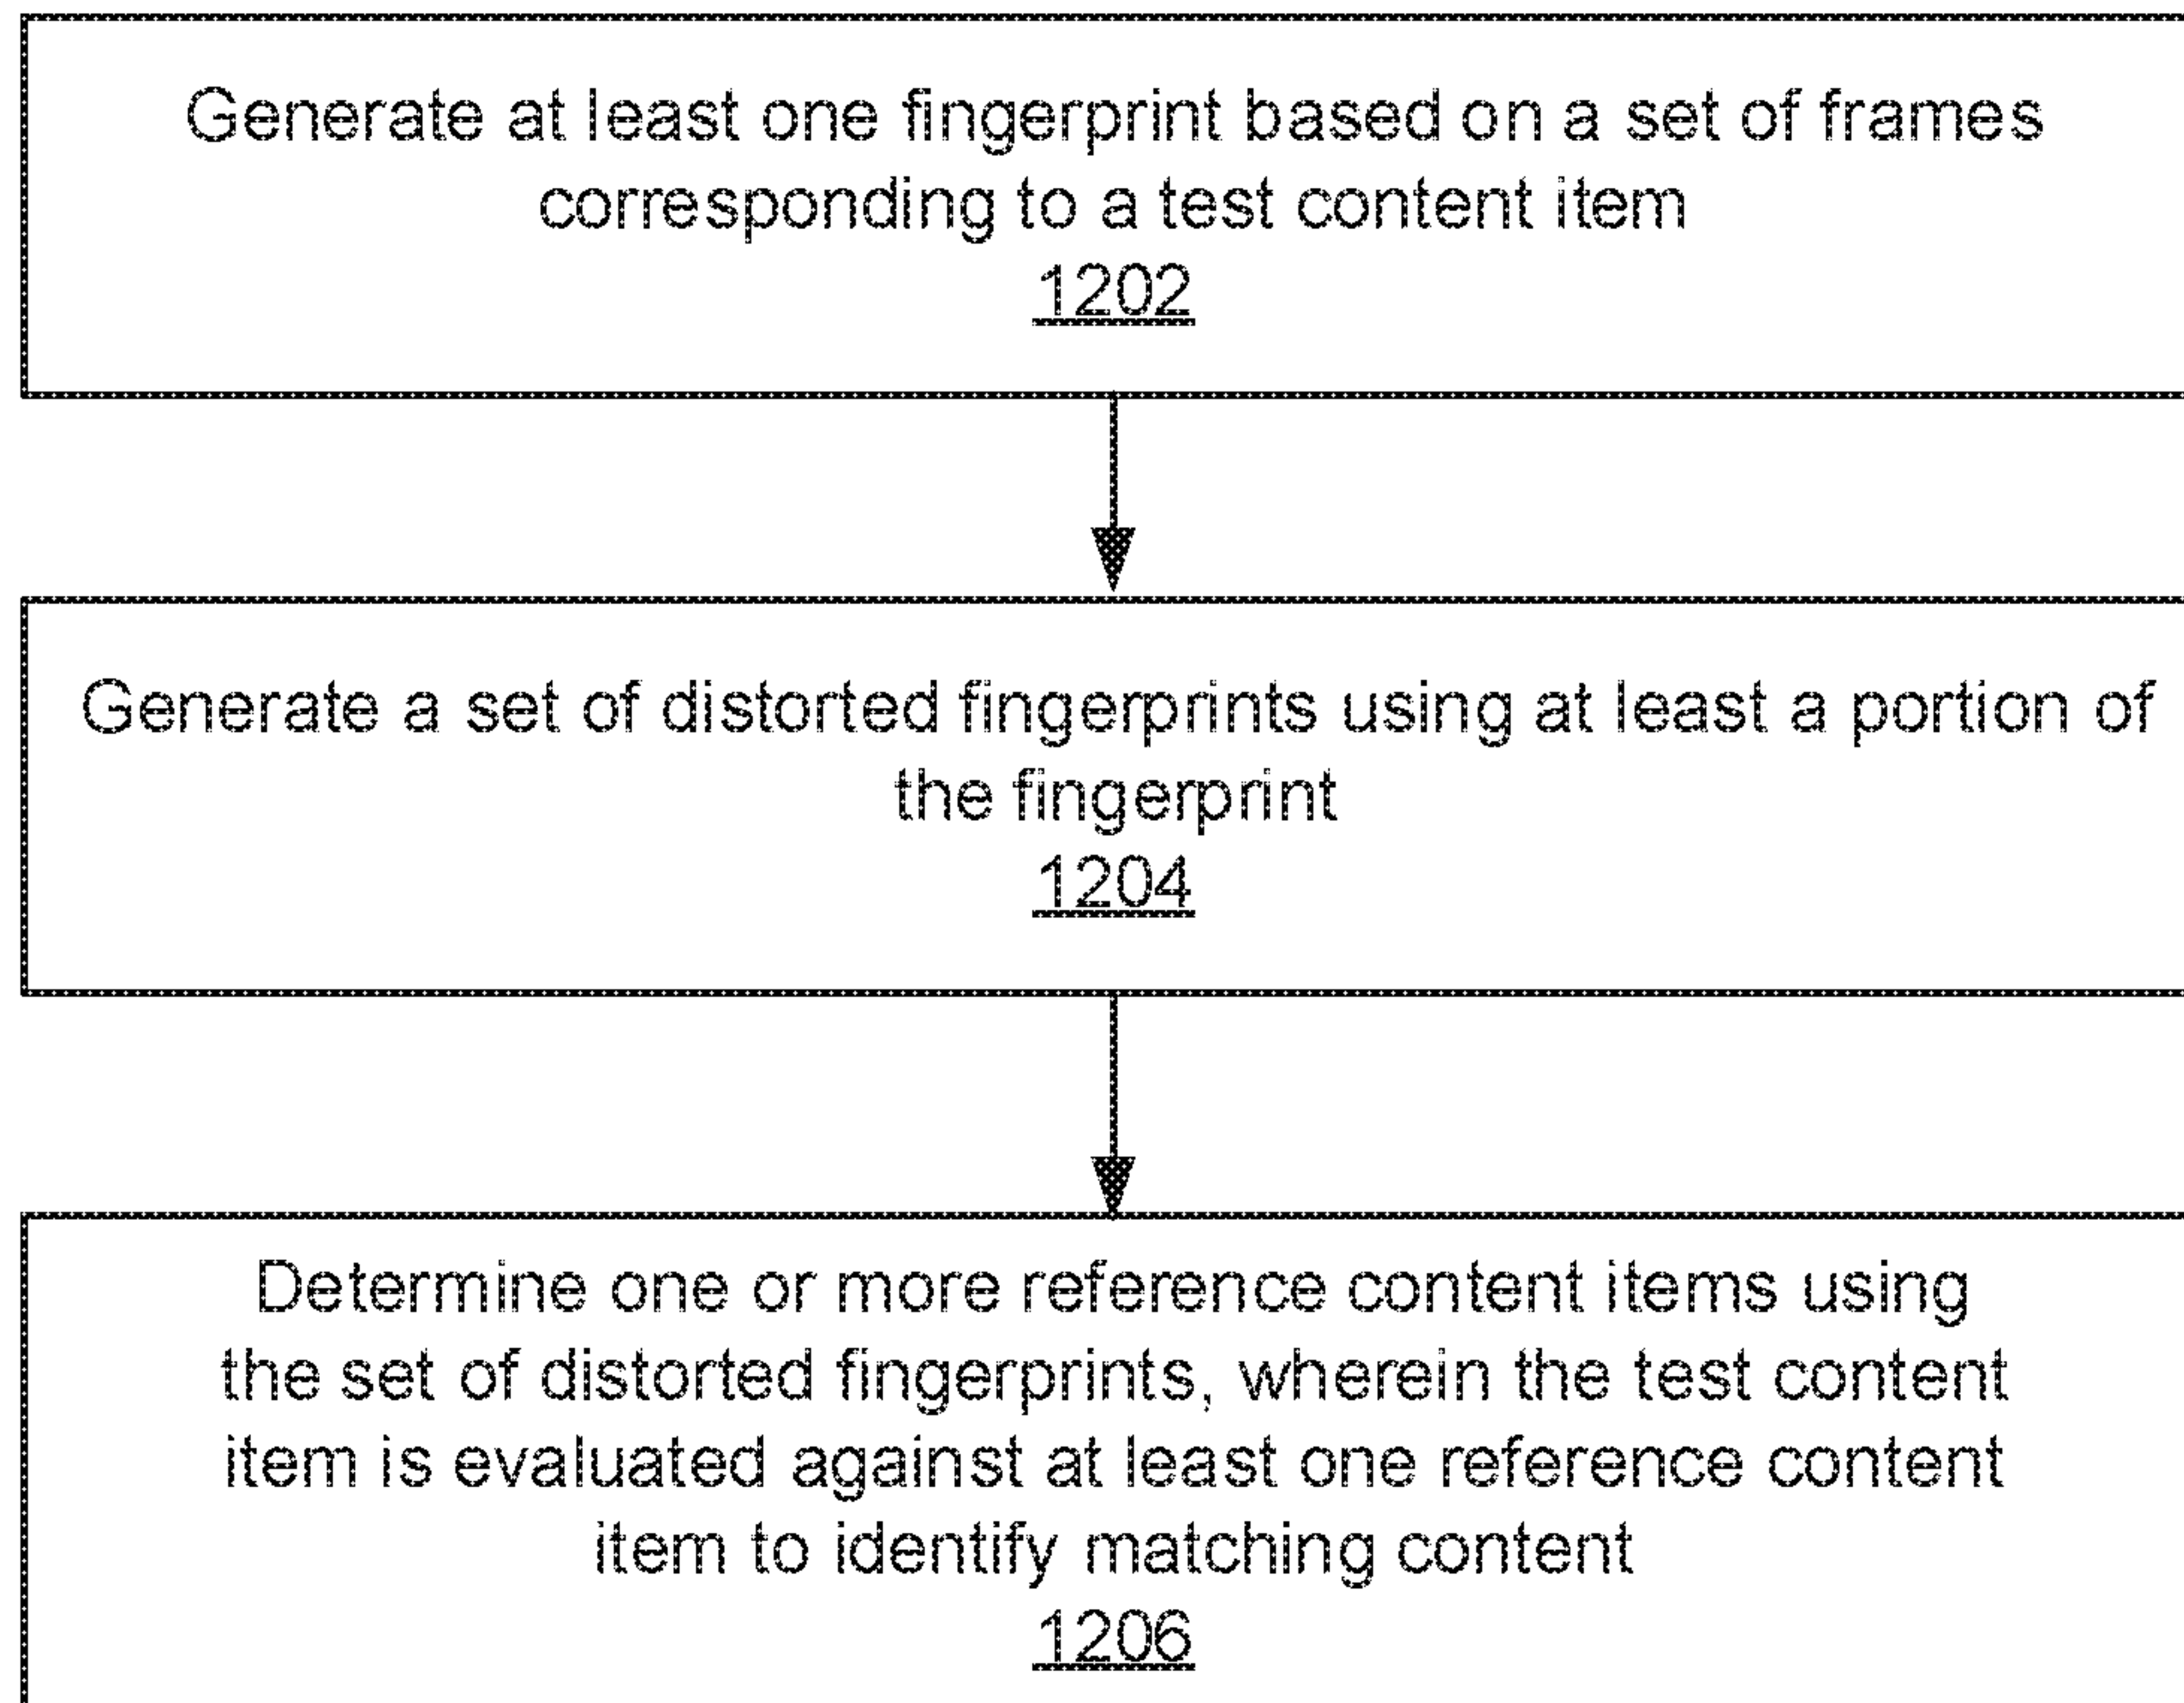 Generate at least one fingerprint based on a set of frames
corresponding to a test content item
1202
Generate a set of distorted fingerprints using at least a portion of
the fingerprint
1204
Determine one or more reference content items using
the set of distorted fingerprints, wherein the test content
item is evaluated against at least one reference content
item to identify matching content
1206